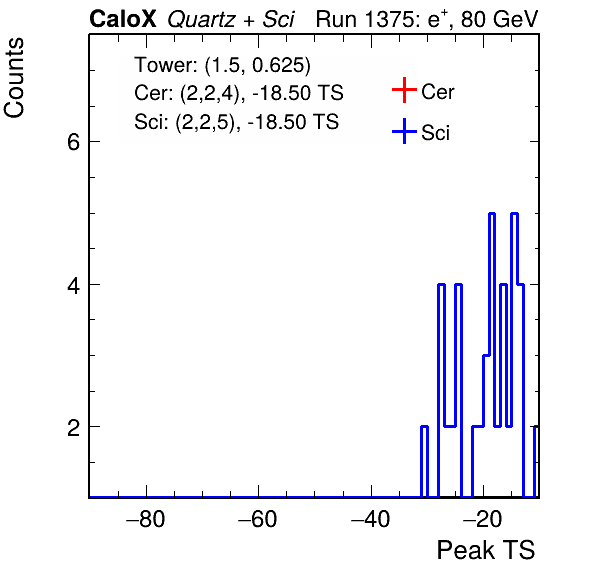 CaloX Quartz + Sci Run 1375: e+, 80 GeV
Counts
Tower: (1.5, 0.625)
Cer: (2,2,4), -18.50 TS
Sci: (2,2,5), -18.50 TS
Cer
Sci
6
4
2
−80 −60 −40 −20
Peak TS